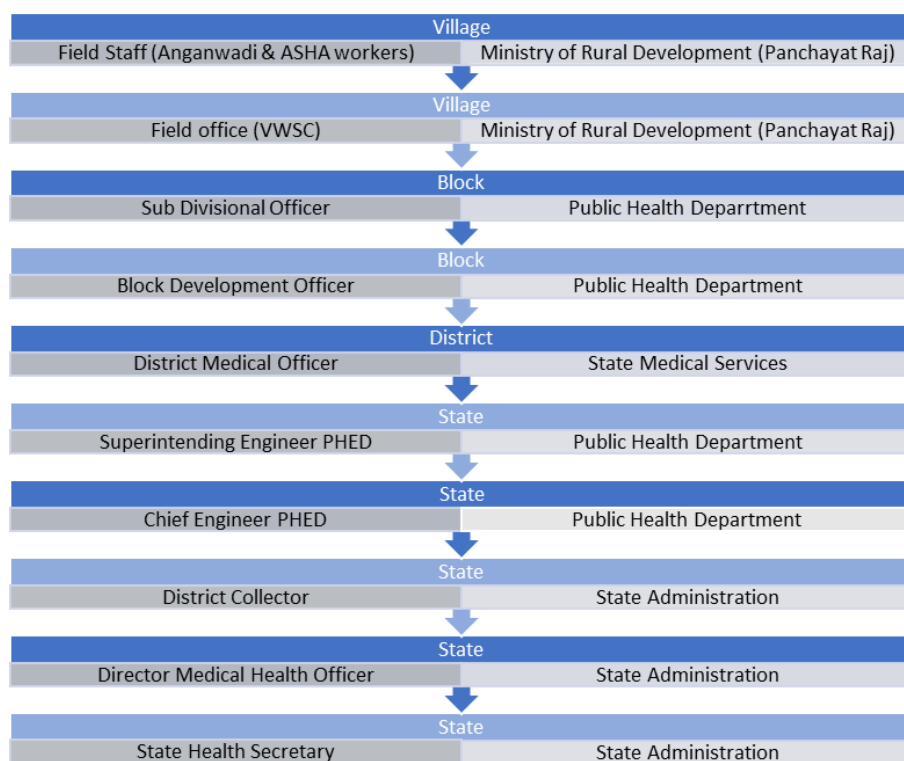 Village
Field Staff (Anganwadi & ASHA workers) Ministry of Rural Development (Panchayat Raj)
Village
Field office (VWSC) Ministry of Rural Development (Panchayat Raj)
Block
Sub Divisional Officer Public Health Deparrtment
Block
Block Development Officer Public Health Department
District
District Medical Officer State Medical Services
State
Superintending Engineer PHED Public Health Department
State
Chief Engineer PHED Public Health Department
State
District Collector State Administration
State
Director Medical Health Officer State Administration
State
State Health Secretary State Administration